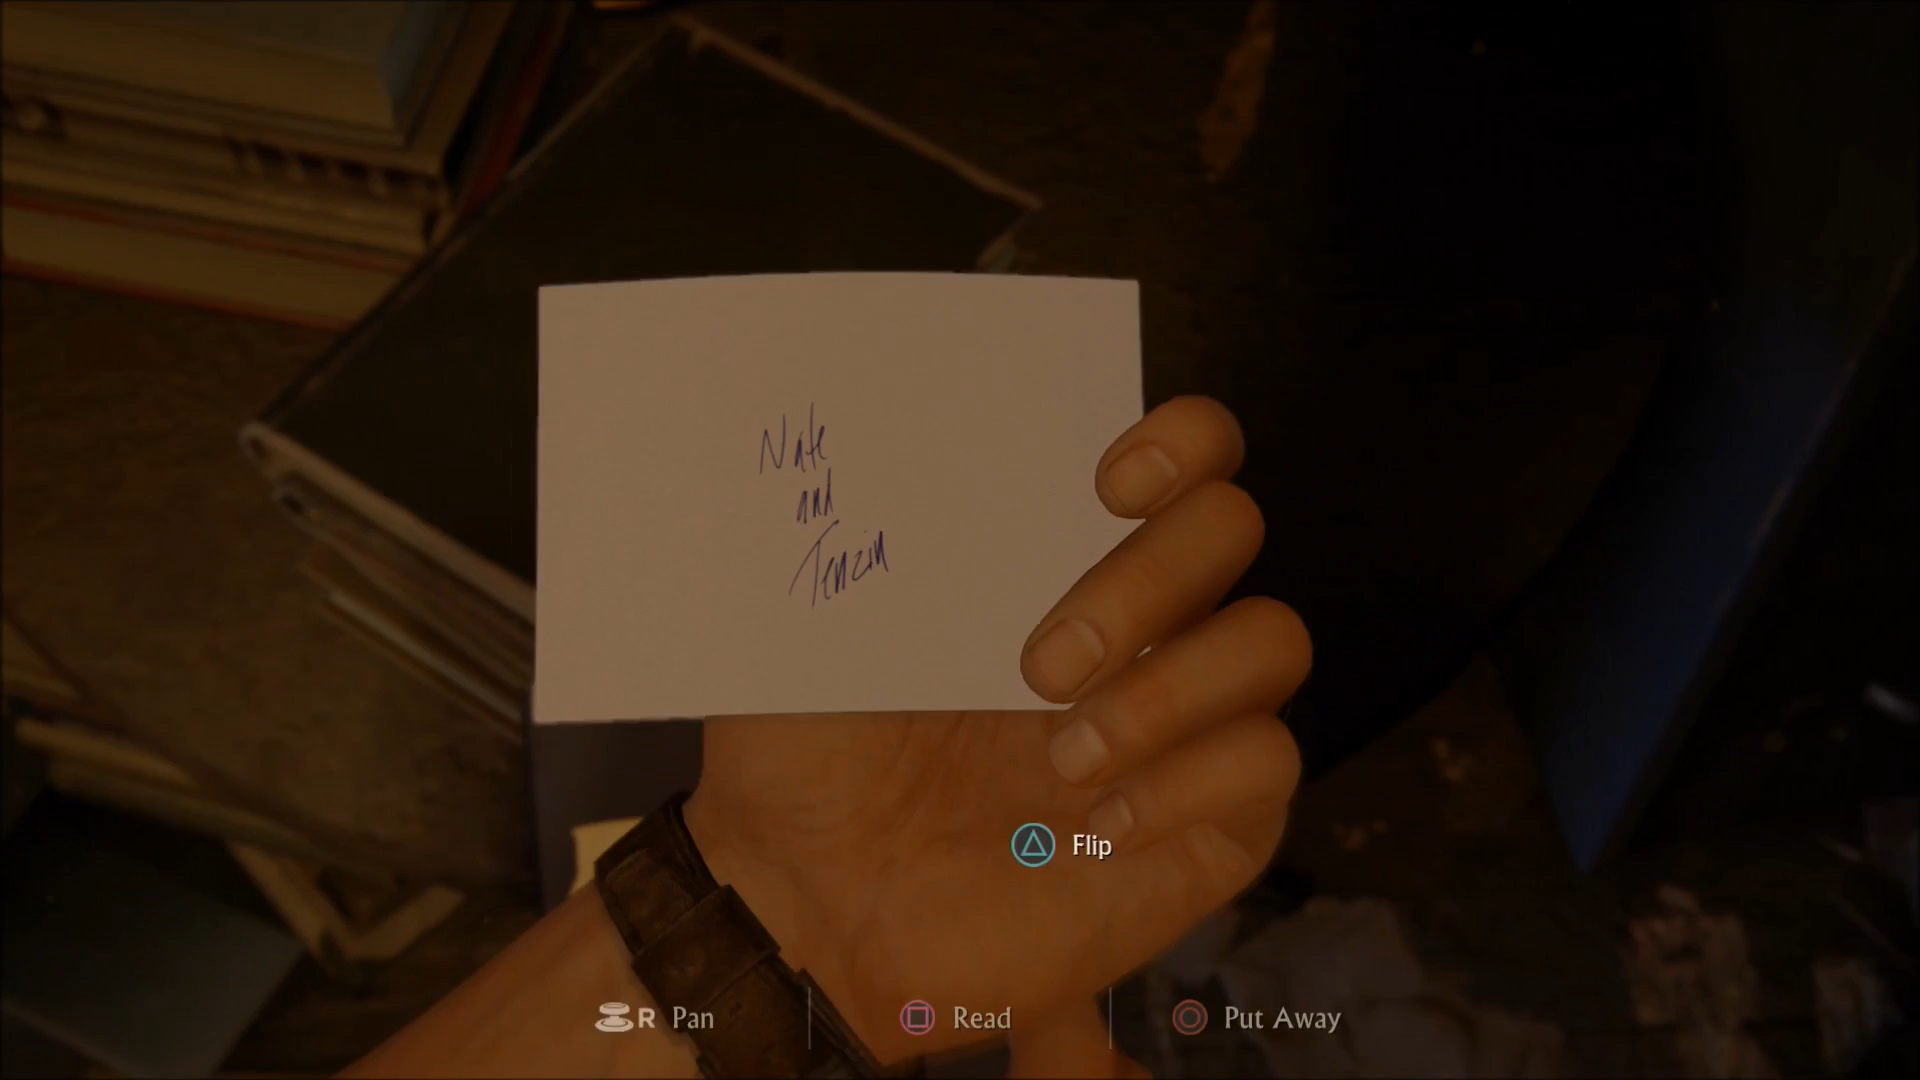 Nate
and
Tenzin
Flip
R Pan
Read
Put Away